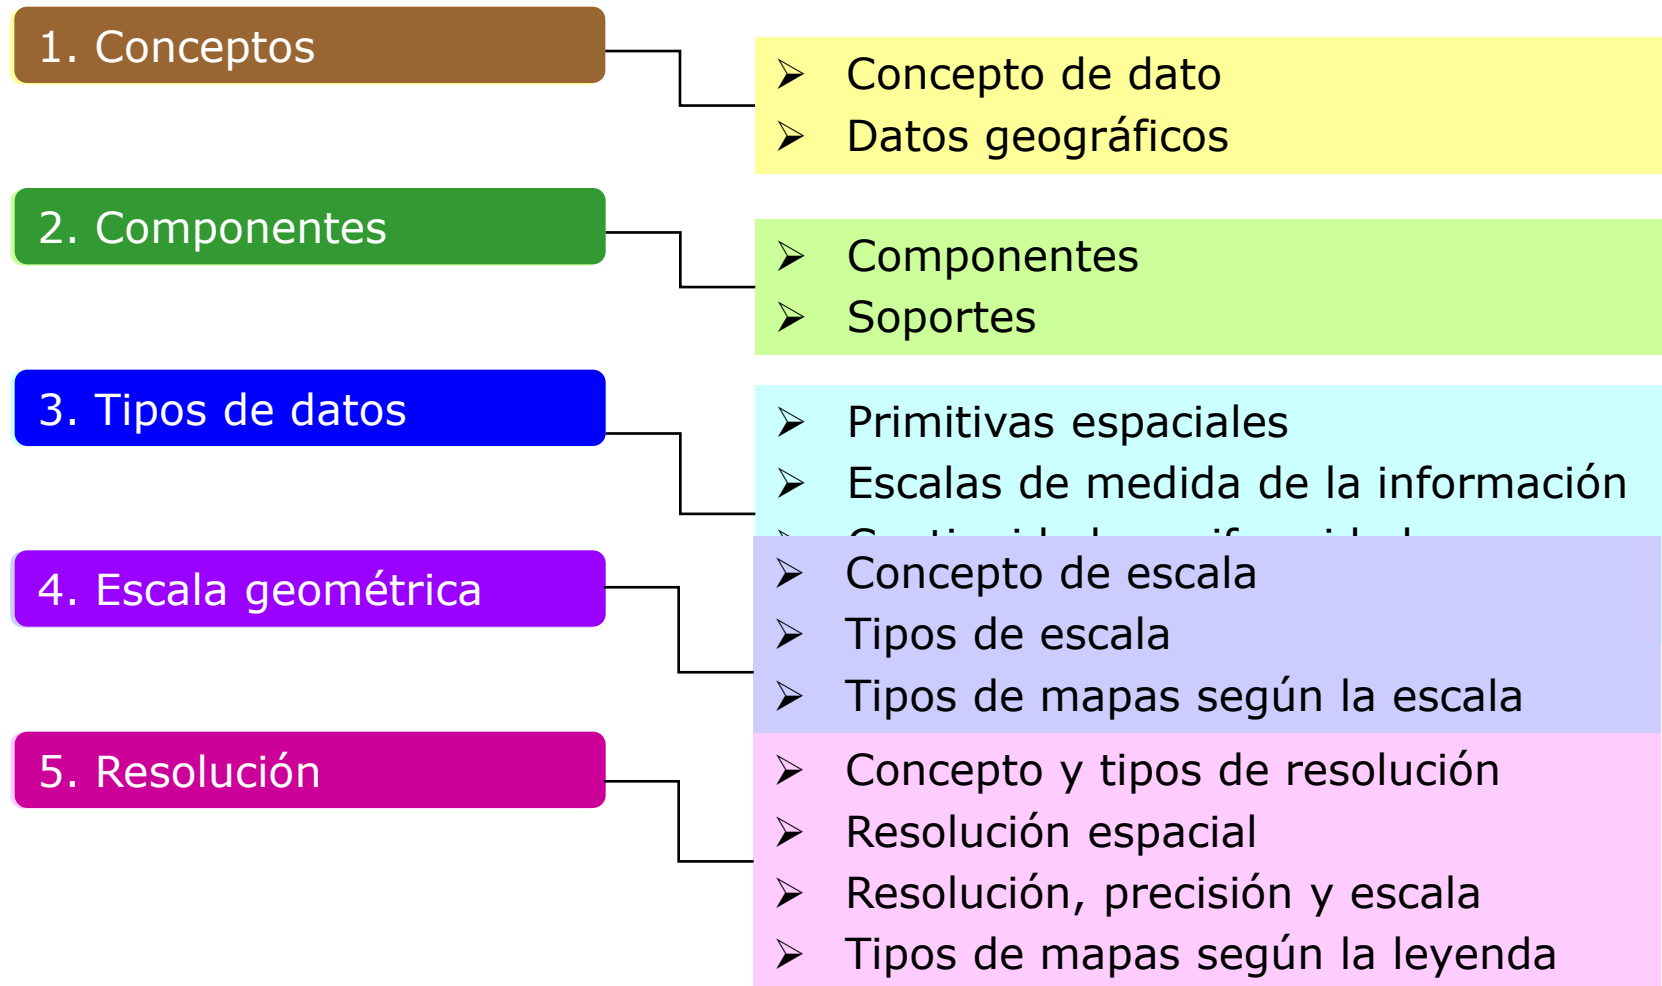 1. Conceptos
➢ Concepto de dato
➢ Datos geográficos
2. Componentes
➢ Componentes
➢ Soportes
3. Tipos de datos
➢ Primitivas espaciales
➢ Escalas de medida de la información
4. Escala geométrica
➢ Concepto de escala
➢ Tipos de escala
➢ Tipos de mapas según la escala
5. Resolución
➢ Concepto y tipos de resolución
➢ Resolución espacial
➢ Resolución, precisión y escala
➢ Tipos de mapas según la leyenda